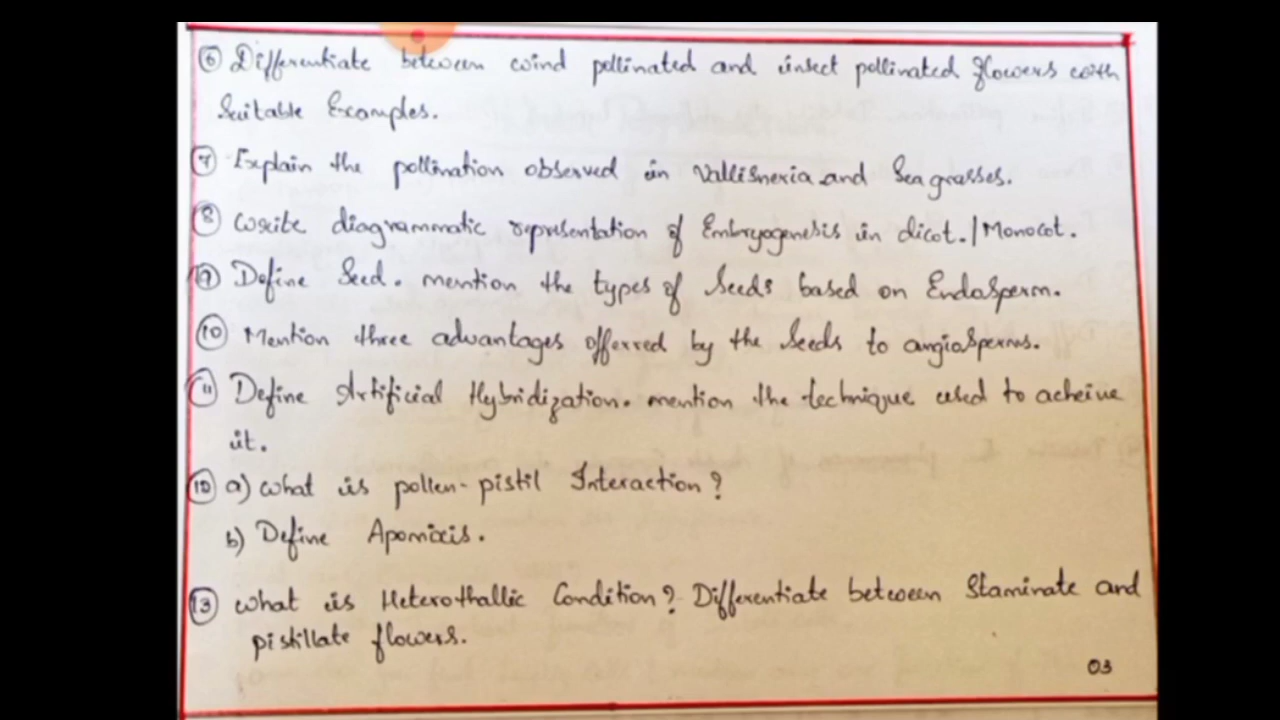 6 Differentiate between wind pollinated and insect pollinated flowers with
Suitable Examples.
7 Explain the pollination observed in Vallisneria and Sea grasses.
8 Write diagrammatic representation of Embryogenesis in dicot./Monocot.
9 Define Seed. mention the types of Seeds based on Endosperm.
10 Mention three advantages offerred by the Seeds to angiosperms.
11 Define Artificial Hybridization. mention the technique used to acheive
it.
12 a) what is pollen-pistil Interaction?
b) Define Apomixis.
13 what is Heterothallic Condition? Differentiate between Staminate and
pistillate flowers.
03